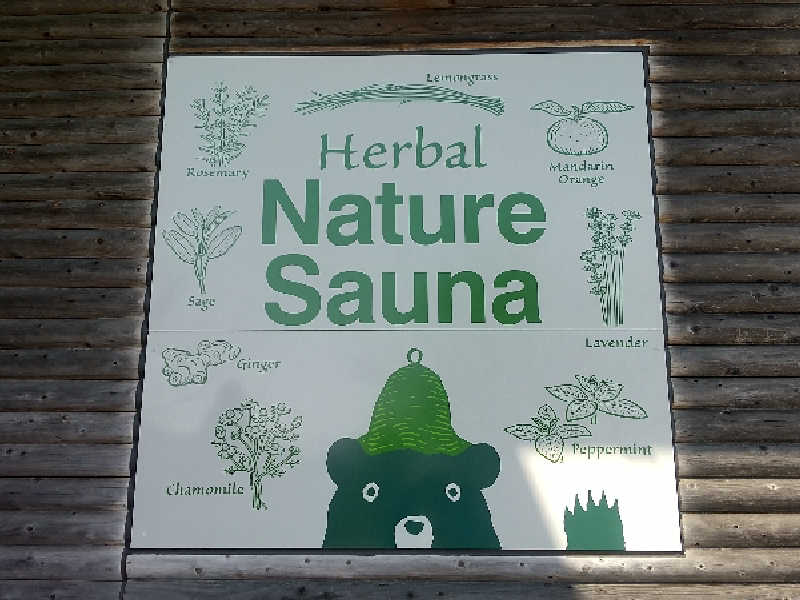 Lemongrass
Rosemary
Herbal
Mandarin
Orange
Nature
Sauna
Sage
Lavender
Ginger
Peppermint
Chamomile